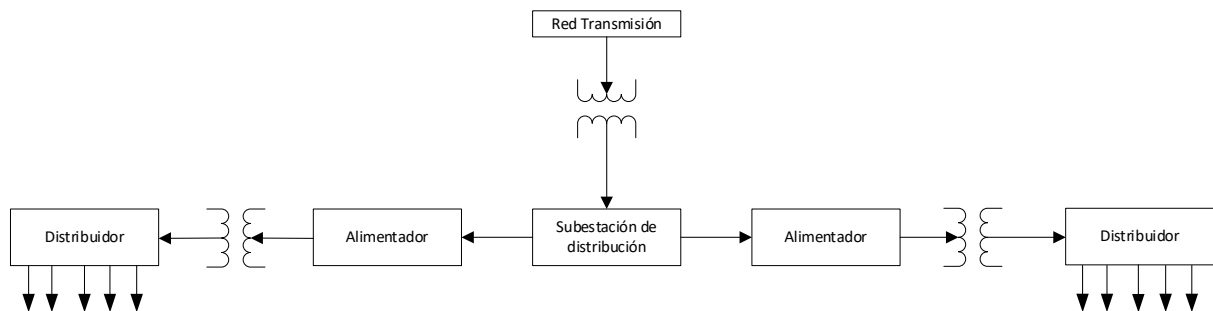 Red Transmisión
Distribuidor
Alimentador
Subestación de
distribución
Alimentador
Distribuidor